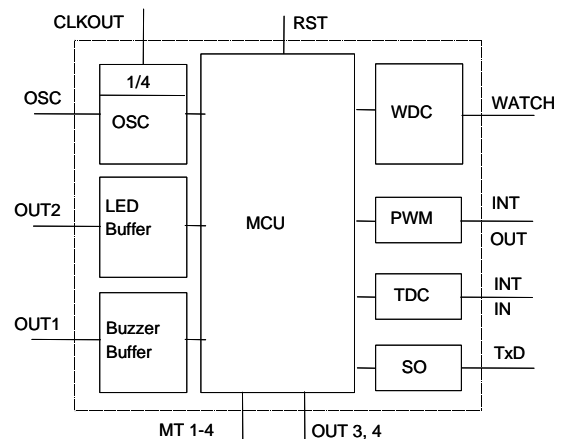 CLKOUT
RST
1/4
OSC
OSC
WDC
WATCH
OUT2
LED
Buffer
MCU
PWM
INT
OUT
TDC
INT
IN
OUT1
Buzzer
Buffer
SO
TxD
MT 1-4
OUT 3, 4